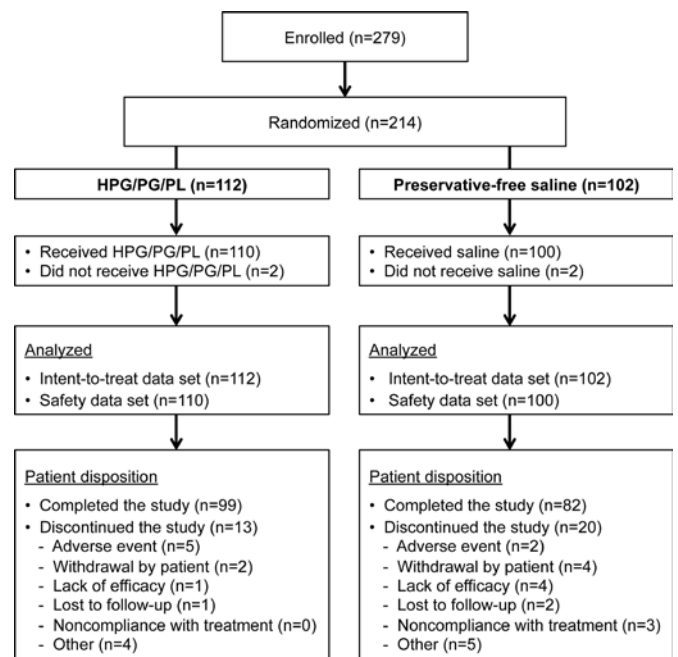 Enrolled (n=279)
Randomized (n=214)
HPG/PG/PL (n=112)
Preservative-free saline (n=102)
• Received HPG/PG/PL (n=110)
• Did not receive HPG/PG/PL (n=2)
• Received saline (n=100)
• Did not receive saline (n=2)
Analyzed
• Intent-to-treat data set (n=112)
• Safety data set (n=110)
Analyzed
• Intent-to-treat data set (n=102)
• Safety data set (n=100)
Patient disposition
• Completed the study (n=99)
• Discontinued the study (n=13)
- Adverse event (n=5)
- Withdrawal by patient (n=2)
- Lack of efficacy (n=1)
- Lost to follow-up (n=1)
- Noncompliance with treatment (n=0)
- Other (n=4)
Patient disposition
• Completed the study (n=82)
• Discontinued the study (n=20)
- Adverse event (n=2)
- Withdrawal by patient (n=4)
- Lack of efficacy (n=4)
- Lost to follow-up (n=2)
- Noncompliance with treatment (n=3)
- Other (n=5)